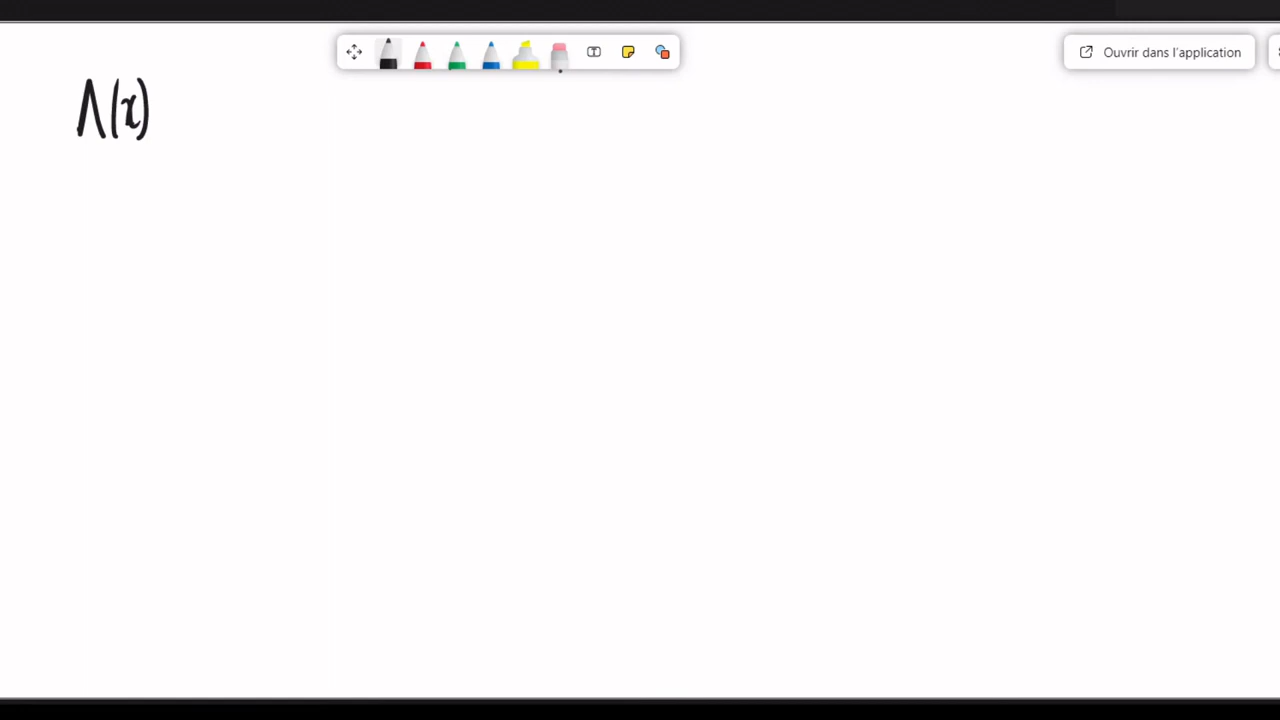 Ouvrir dans l'application
Λ(x)